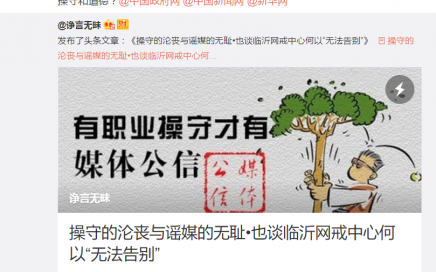 操守和道德？@中国政府网 @中国新闻网 @新华网
@诤言无昧
发布了头条文章：《操守的沦丧与谣媒的无耻•也谈临沂网戒中心何以“无法告别”》 操守的
沦丧与谣媒的无耻•也谈临沂网戒中心何...
有职业操守才有
媒体公信
公信
媒体
诤言无昧
操守的沦丧与谣媒的无耻•也谈临沂网戒中心何
以“无法告别”